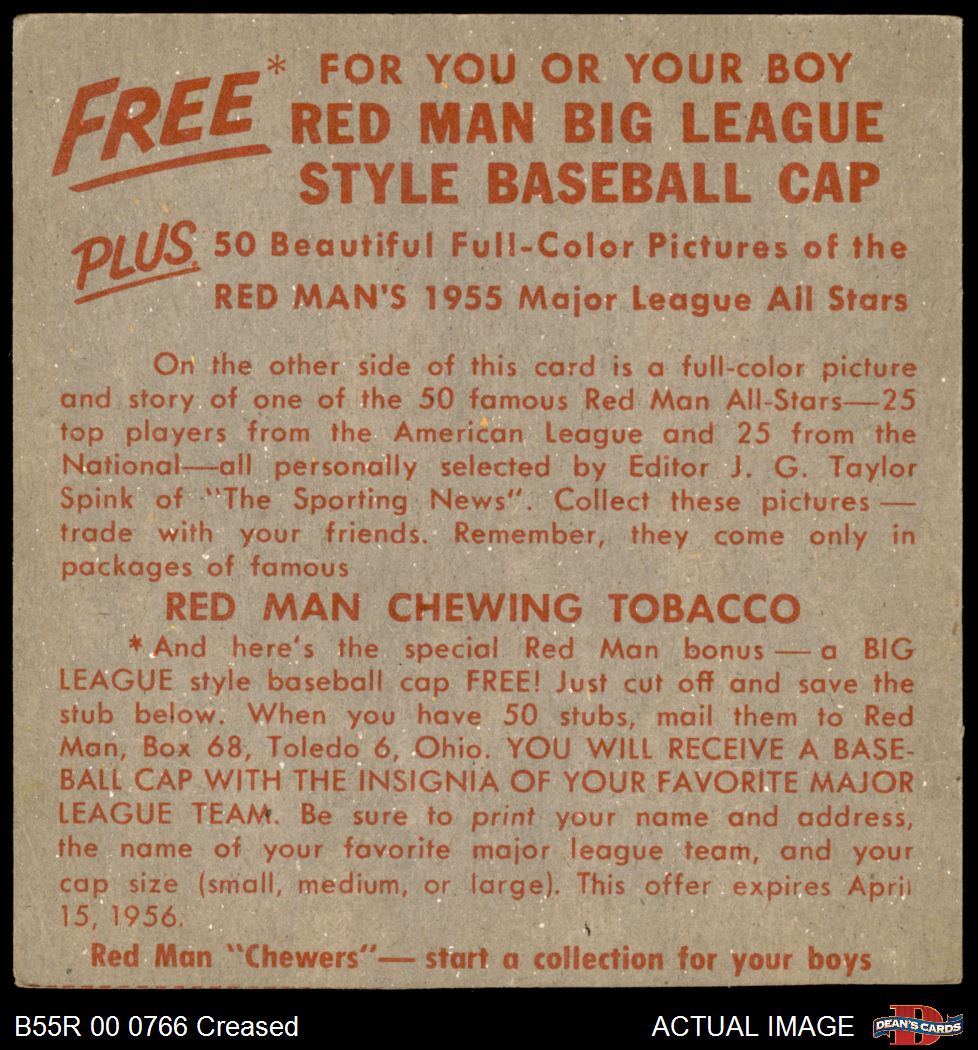 FREE* FOR YOU OR YOUR BOY
RED MAN BIG LEAGUE
STYLE BASEBALL CAP
PLUS 50 Beautiful Full-Color Pictures of the
RED MAN'S 1955 Major League All Stars
On the other side of this card is a full-color picture
and story of one of the 50 famous Red Man All-Stars—25
top players from the American League and 25 from the
National—all personally selected by Editor J. G. Taylor
Spink of "The Sporting News". Collect these pictures —
trade with your friends. Remember, they come only in
packages of famous
RED MAN CHEWING TOBACCO
*And here's the special Red Man bonus — a BIG
LEAGUE style baseball cap FREE! Just cut off and save the
stub below. When you have 50 stubs, mail them to Red
Man, Box 68, Toledo 6, Ohio. YOU WILL RECEIVE A BASE-
BALL CAP WITH THE INSIGNIA OF YOUR FAVORITE MAJOR
LEAGUE TEAM. Be sure to print your name and address,
the name of your favorite major league team, and your
cap size (small, medium, or large). This offer expires April
15, 1956.
Red Man "Chewers"— start a collection for your boys
B55R 00 0766 Creased
ACTUAL IMAGE
D
DEAN'S CARDS